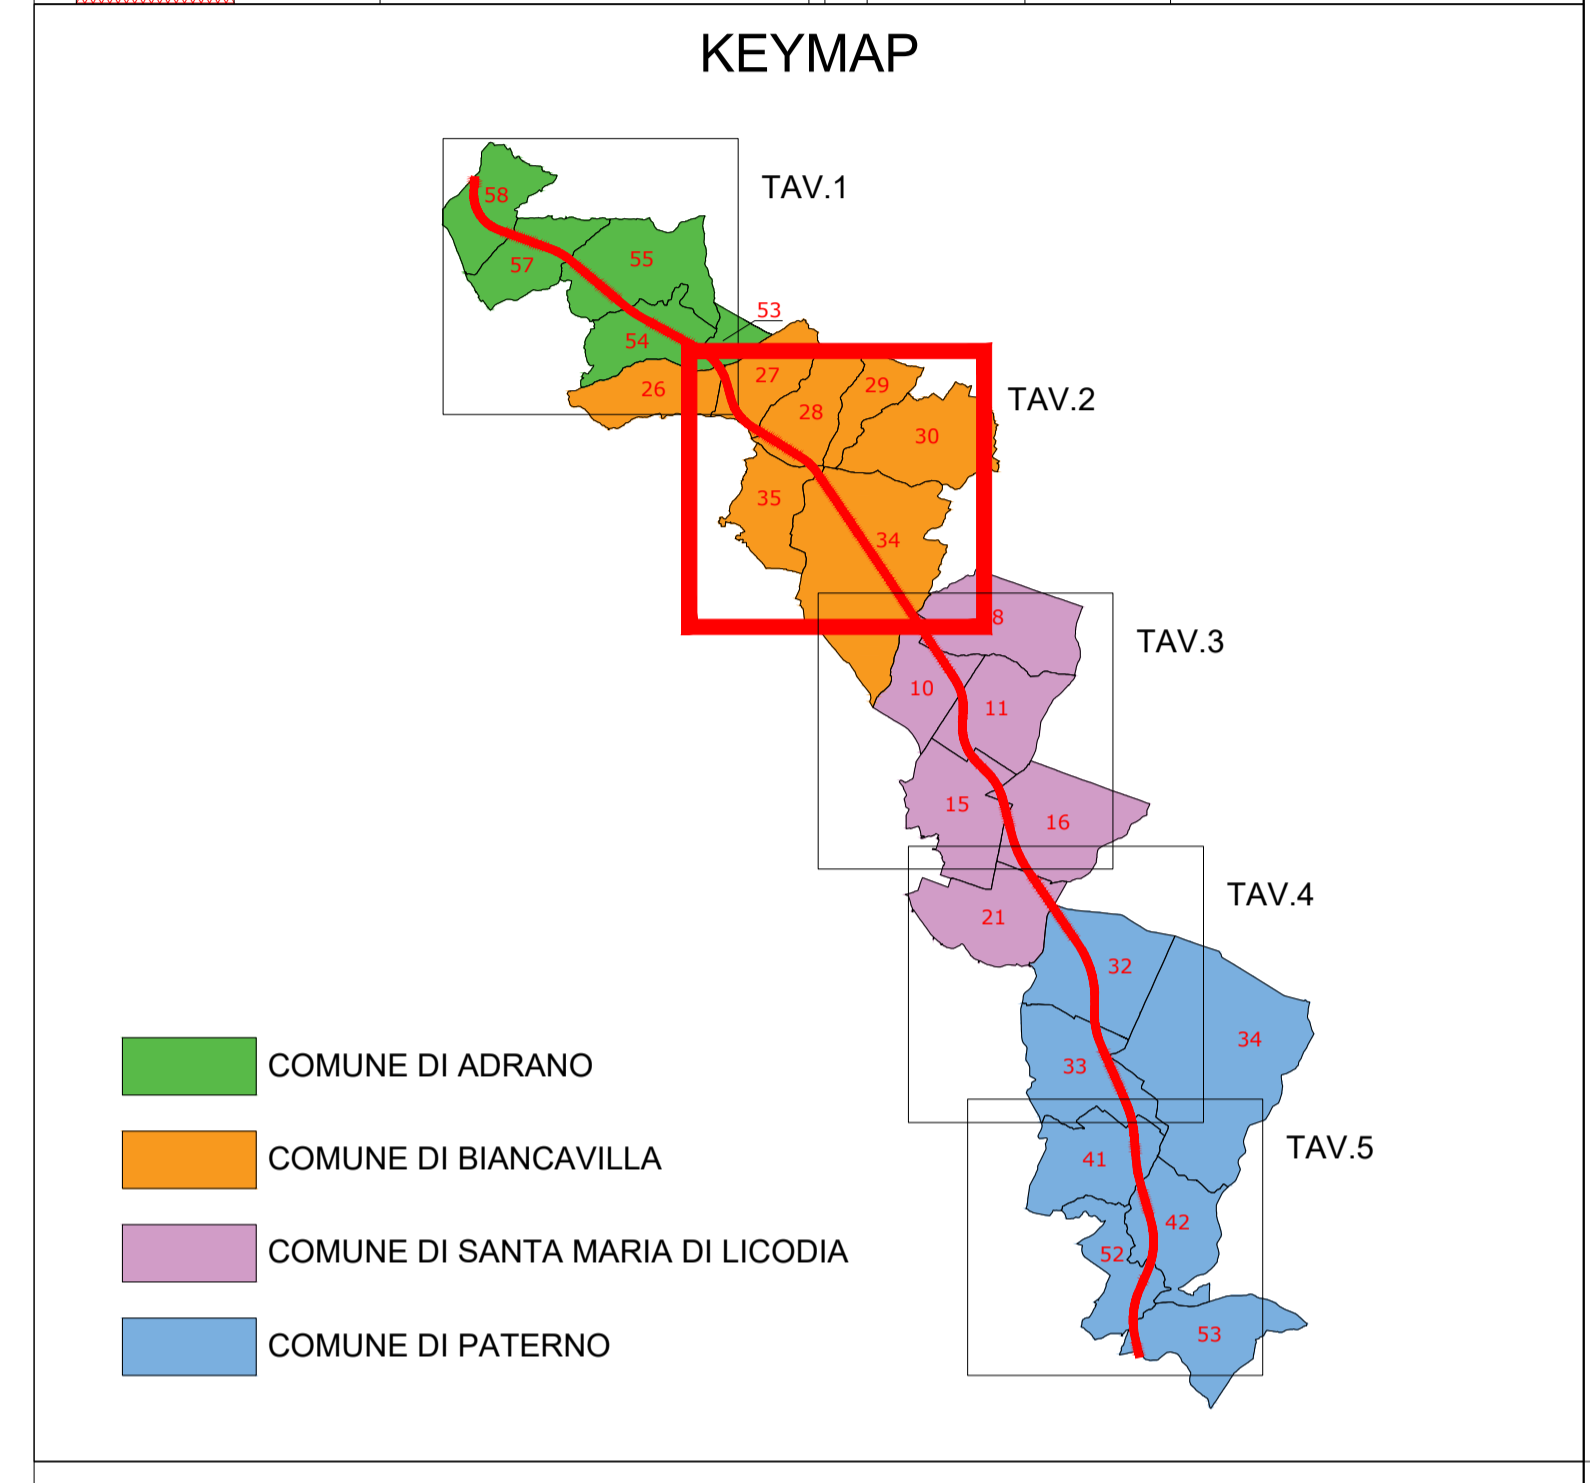 KEYMAP
TAV.1
58
55
57
53
54
27
26
29
28
TAV.2
30
35
34
8
TAV.3
10
11
15
16
TAV.4
21
32
34
33
TAV.5
41
42
52
53
COMUNE DI ADRANO
COMUNE DI BIANCAVILLA
COMUNE DI SANTA MARIA DI LICODIA
COMUNE DI PATERNO